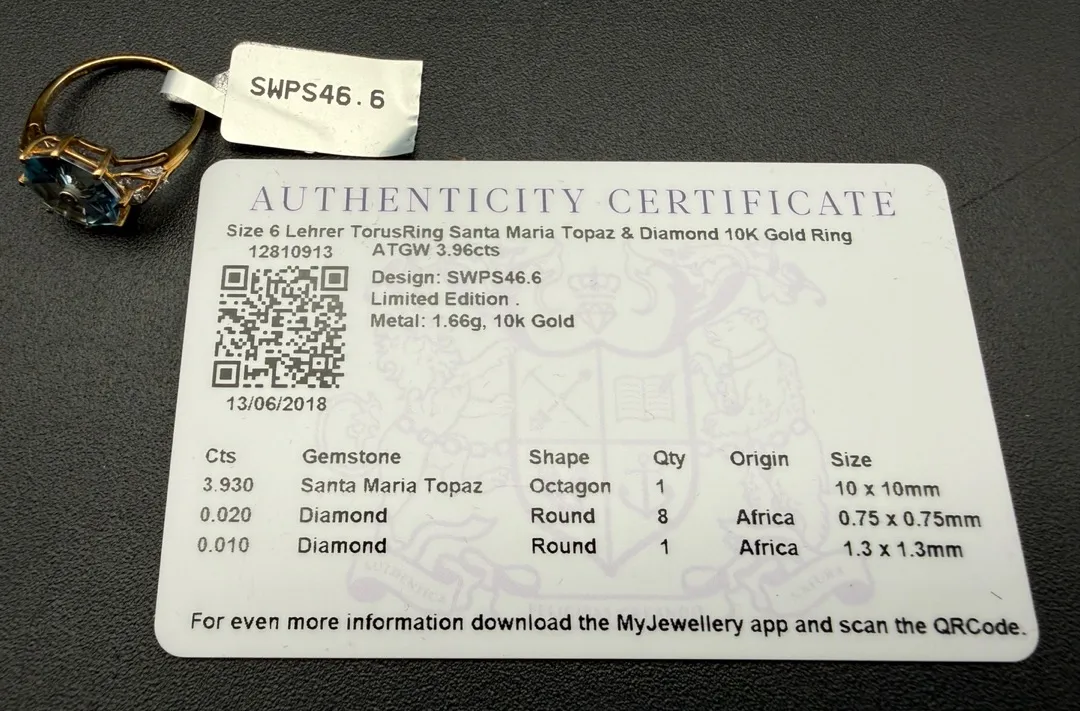 SWPS46.6
AUTHENTICITY CERTIFICATE
Size 6 Lehrer TorusRing Santa Maria Topaz & Diamond 10K Gold Ring
12810913 ATGW 3.96cts
Design: SWPS46.6
Limited Edition .
Metal: 1.66g, 10k Gold
13/06/2018
Cts Gemstone Shape Qty Origin Size
3.930 Santa Maria Topaz Octagon 1 10 x 10mm
0.020 Diamond Round 8 Africa 0.75 x 0.75mm
0.010 Diamond Round 1 Africa 1.3 x 1.3mm
For even more information download the MyJewellery app and scan the QRCode.